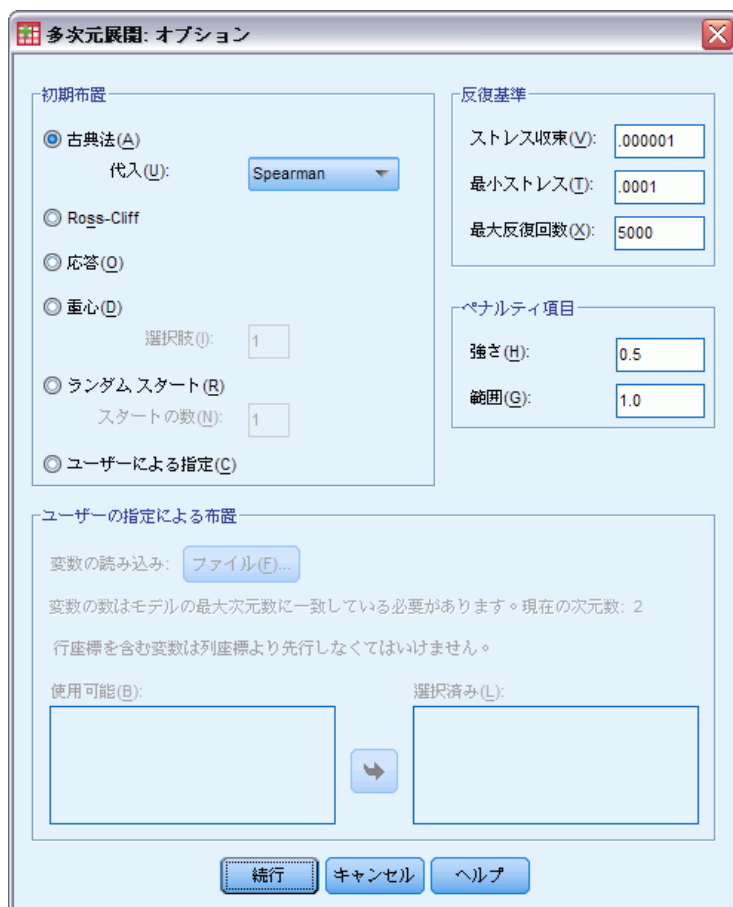 多次元展開: オプション
初期布置
古典法(A)
代入(U): Spearman
Ross-Cliff
応答(O)
重心(D)
選択肢(I): 1
ランダム スタート(R)
スタートの数(N): 1
ユーザーによる指定(C)
反復基準
ストレス収束(V): .000001
最小ストレス(T): .0001
最大反復回数(X): 5000
ペナルティ項目
強さ(H): 0.5
範囲(G): 1.0
ユーザーの指定による布置
変数の読み込み: ファイル(F)...
変数の数はモデルの最大次元数に一致している必要があります。現在の次元数: 2
行座標を含む変数は列座標より先行しなくてはいけません。
使用可能(B):
選択済み(L):
続行 キャンセル ヘルプ